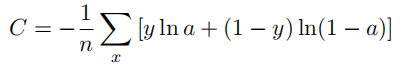 C = -\frac{1}{n} \sum_{x} [y \ln a + (1 - y) \ln(1 - a)]